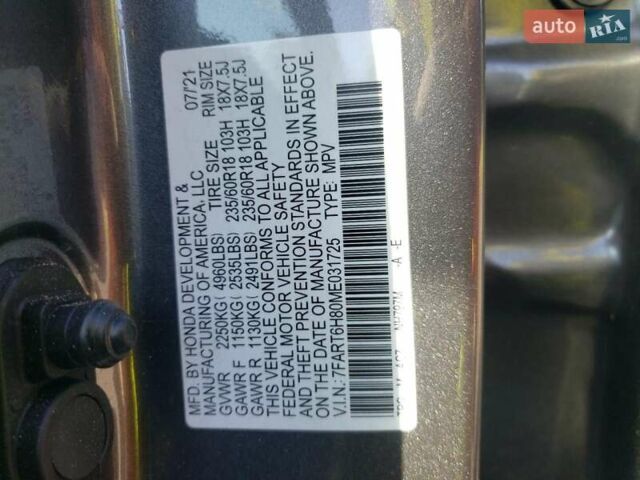 MFD. BY HONDA DEVELOPMENT & 07/'21
MANUFACTURING OF AMERICA, LLC
TIRE SIZE RIM SIZE
GVWR 2250KG ( 4960LBS) 235/60R18 103H 18X7.5J
GAWR F 1150KG ( 2535LBS) 235/60R18 103H 18X7.5J
GAWR R 1130KG ( 2491LBS)
THIS VEHICLE CONFORMS TO ALL APPLICABLE
FEDERAL MOTOR VEHICLE SAFETY
AND THEFT PREVENTION STANDARDS IN EFFECT
ON THE DATE OF MANUFACTURE SHOWN ABOVE.
V.I.N.: 7FART6H80ME031725 TYPE: MPV
NH797M -A -E
auto RIA
.com